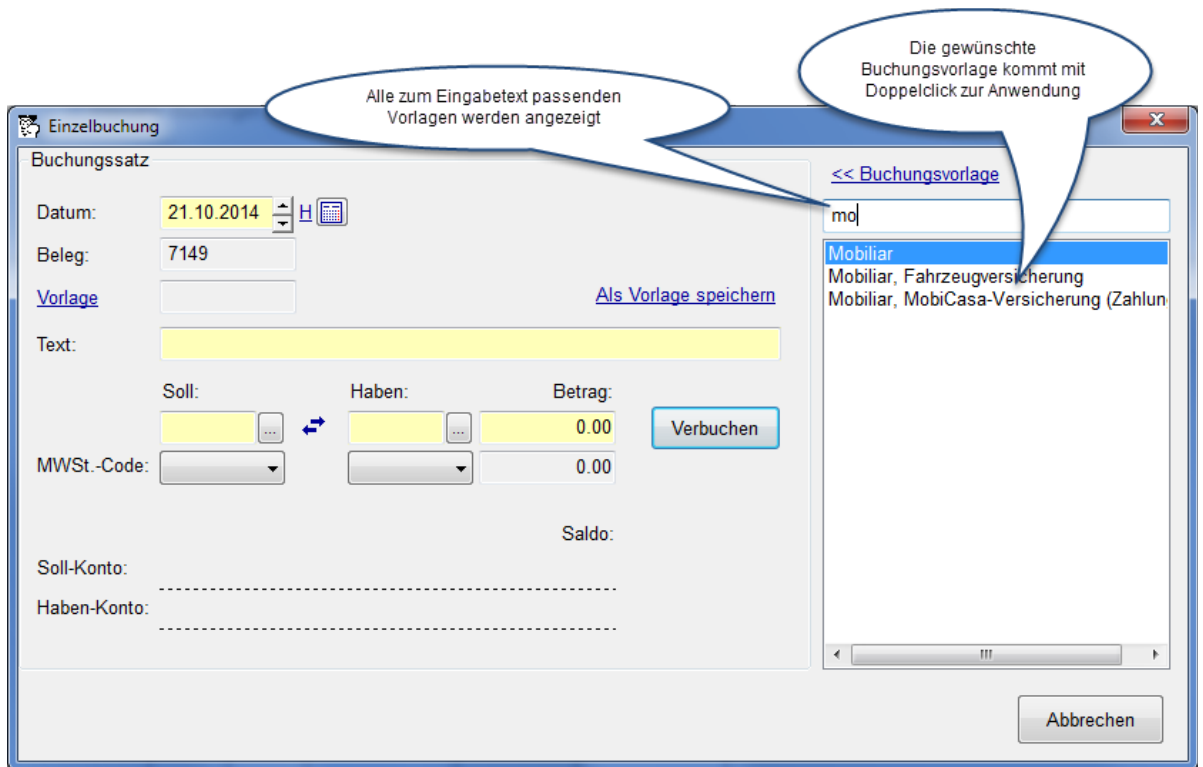 Die gewünschte
Buchungsvorlage kommt mit
Doppelclick zur Anwendung
Alle zum Eingabetext passenden
Vorlagen werden angezeigt
Einzelbuchung
Buchungssatz
<< Buchungsvorlage
Datum: 21.10.2014 H
mo
Beleg: 7149
Mobiliar
Mobiliar, Fahrzeugversicherung
Mobiliar, MobiCasa-Versicherung (Zahlun
Vorlage
Als Vorlage speichern
Text:
Soll: Haben: Betrag:
... ... 0.00 Verbuchen
MWSt.-Code: 0.00
Saldo:
Soll-Konto:
Haben-Konto:
Abbrechen